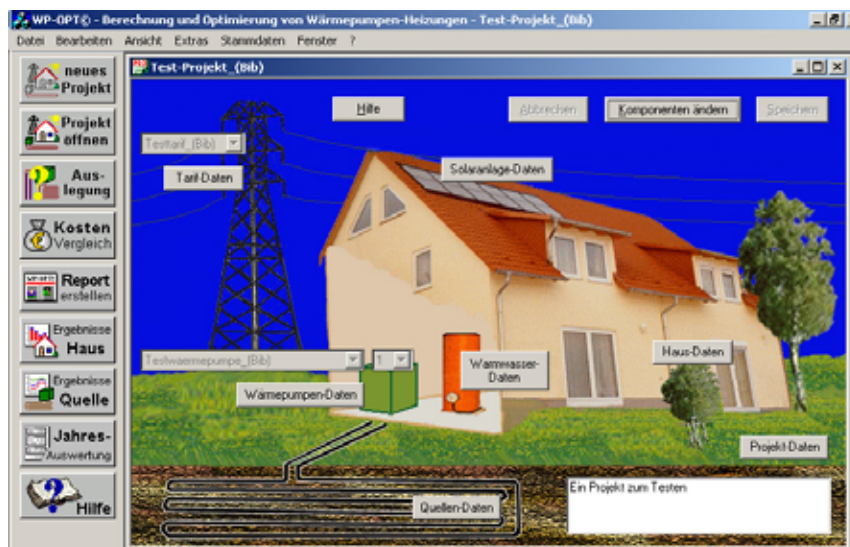 WP-OPT© - Berechnung und Optimierung von Wärmepumpen-Heizungen - Test-Projekt_(Bib)
Datei Bearbeiten Ansicht Extras Stammdaten Fenster ?
neues
Projekt
Projekt
öffnen
Aus-
legung
Kosten
Vergleich
Report
erstellen
Ergebnisse
Haus
Ergebnisse
Quelle
Jahres-
Auswertung
Hilfe
Test-Projekt_(Bib)
Hilfe
Abbrechen
Komponenten ändern
Speichern
Testtarif_(Bib)
Tarif-Daten
Solaranlage-Daten
Testwaermepumpe_(Bib)
1
Wärmepumpen-Daten
Warmwasser-
Daten
Haus-Daten
Projekt-Daten
Quellen-Daten
Ein Projekt zum Testen